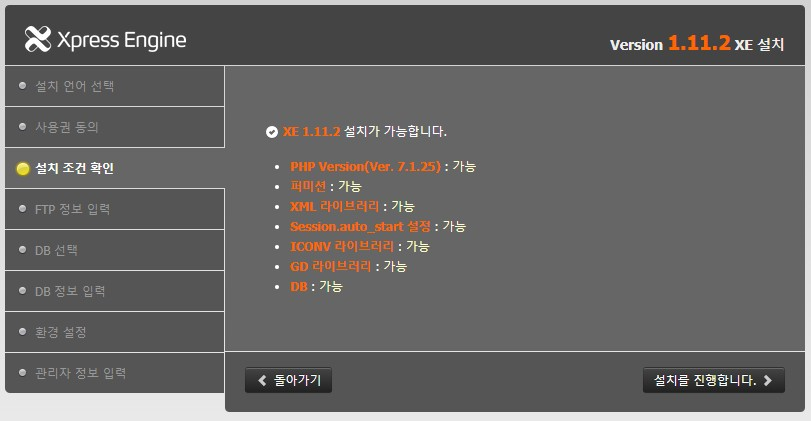 Xpress Engine
Version 1.11.2 XE 설치
설치 언어 선택
사용권 동의
설치 조건 확인
FTP 정보 입력
DB 선택
DB 정보 입력
환경 설정
관리자 정보 입력
XE 1.11.2 설치가 가능합니다.
PHP Version(Ver. 7.1.25) : 가능
퍼미션 : 가능
XML 라이브러리 : 가능
Session.auto_start 설정 : 가능
ICONV 라이브러리 : 가능
GD 라이브러리 : 가능
DB : 가능
돌아가기
설치를 진행합니다.